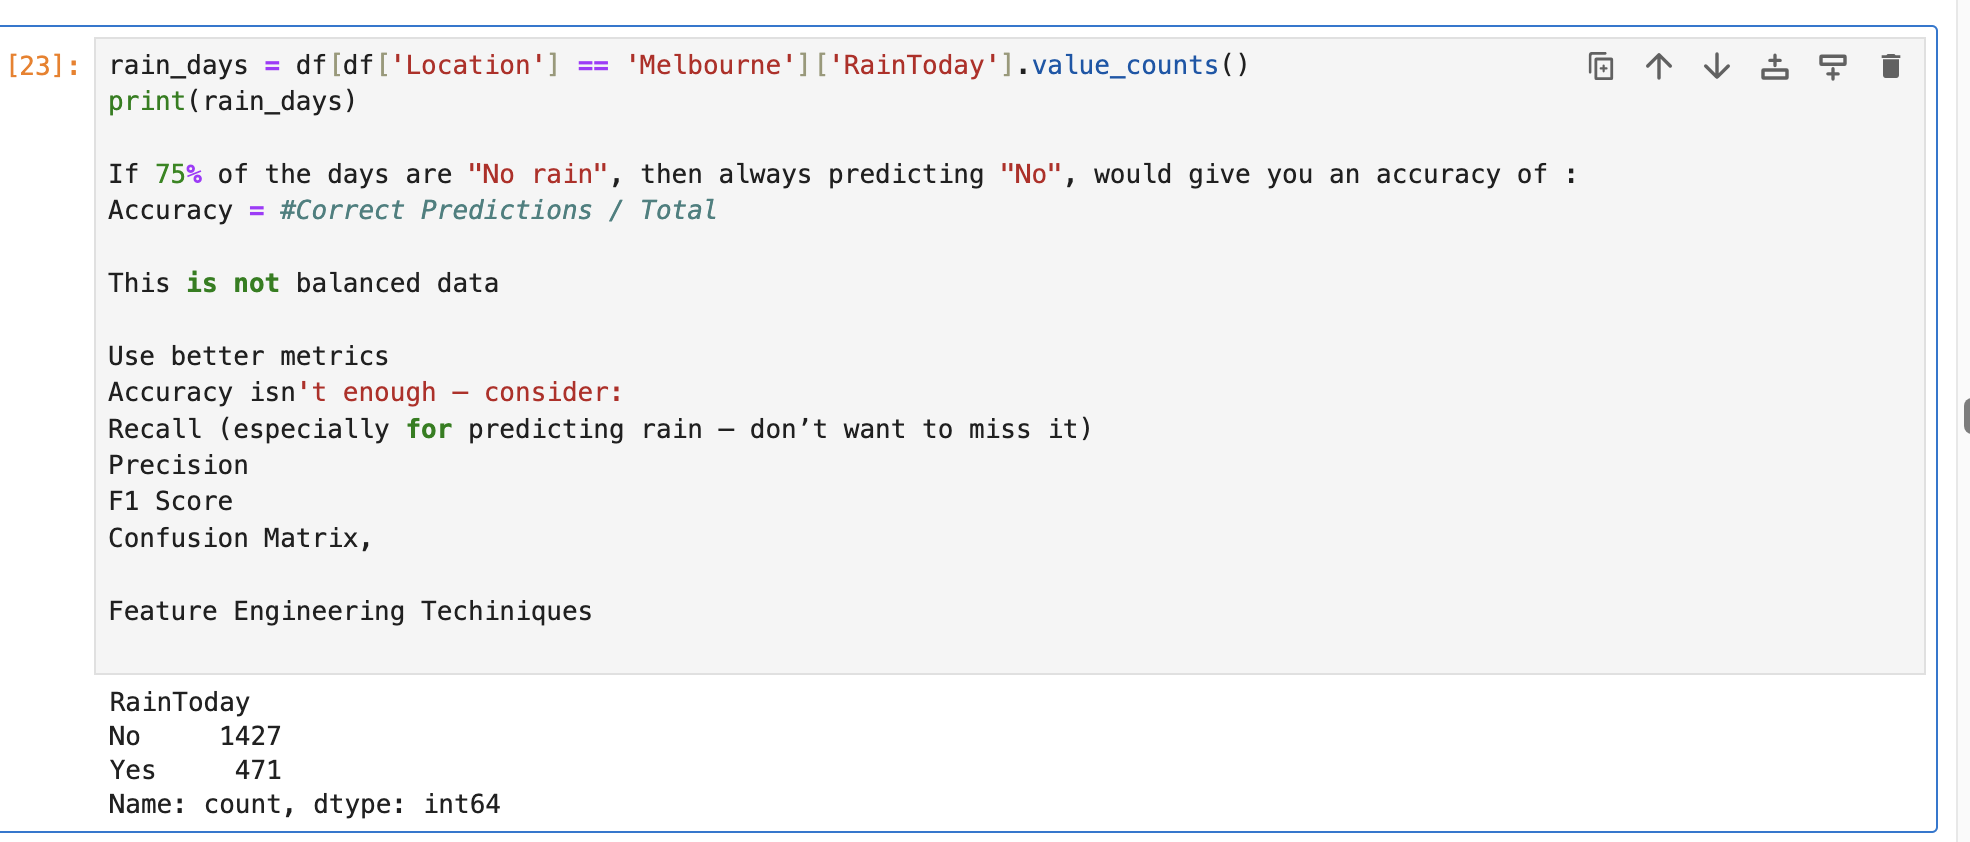 [23]:
rain_days = df[df['Location'] == 'Melbourne']['RainToday'].value_counts()
print(rain_days)
If 75% of the days are "No rain", then always predicting "No", would give you an accuracy of :
Accuracy = #Correct Predictions / Total
This is not balanced data
Use better metrics
Accuracy isn't enough — consider:
Recall (especially for predicting rain — don’t want to miss it)
Precision
F1 Score
Confusion Matrix,
Feature Engineering Techiniques
RainToday
No     1427
Yes     471
Name: count, dtype: int64